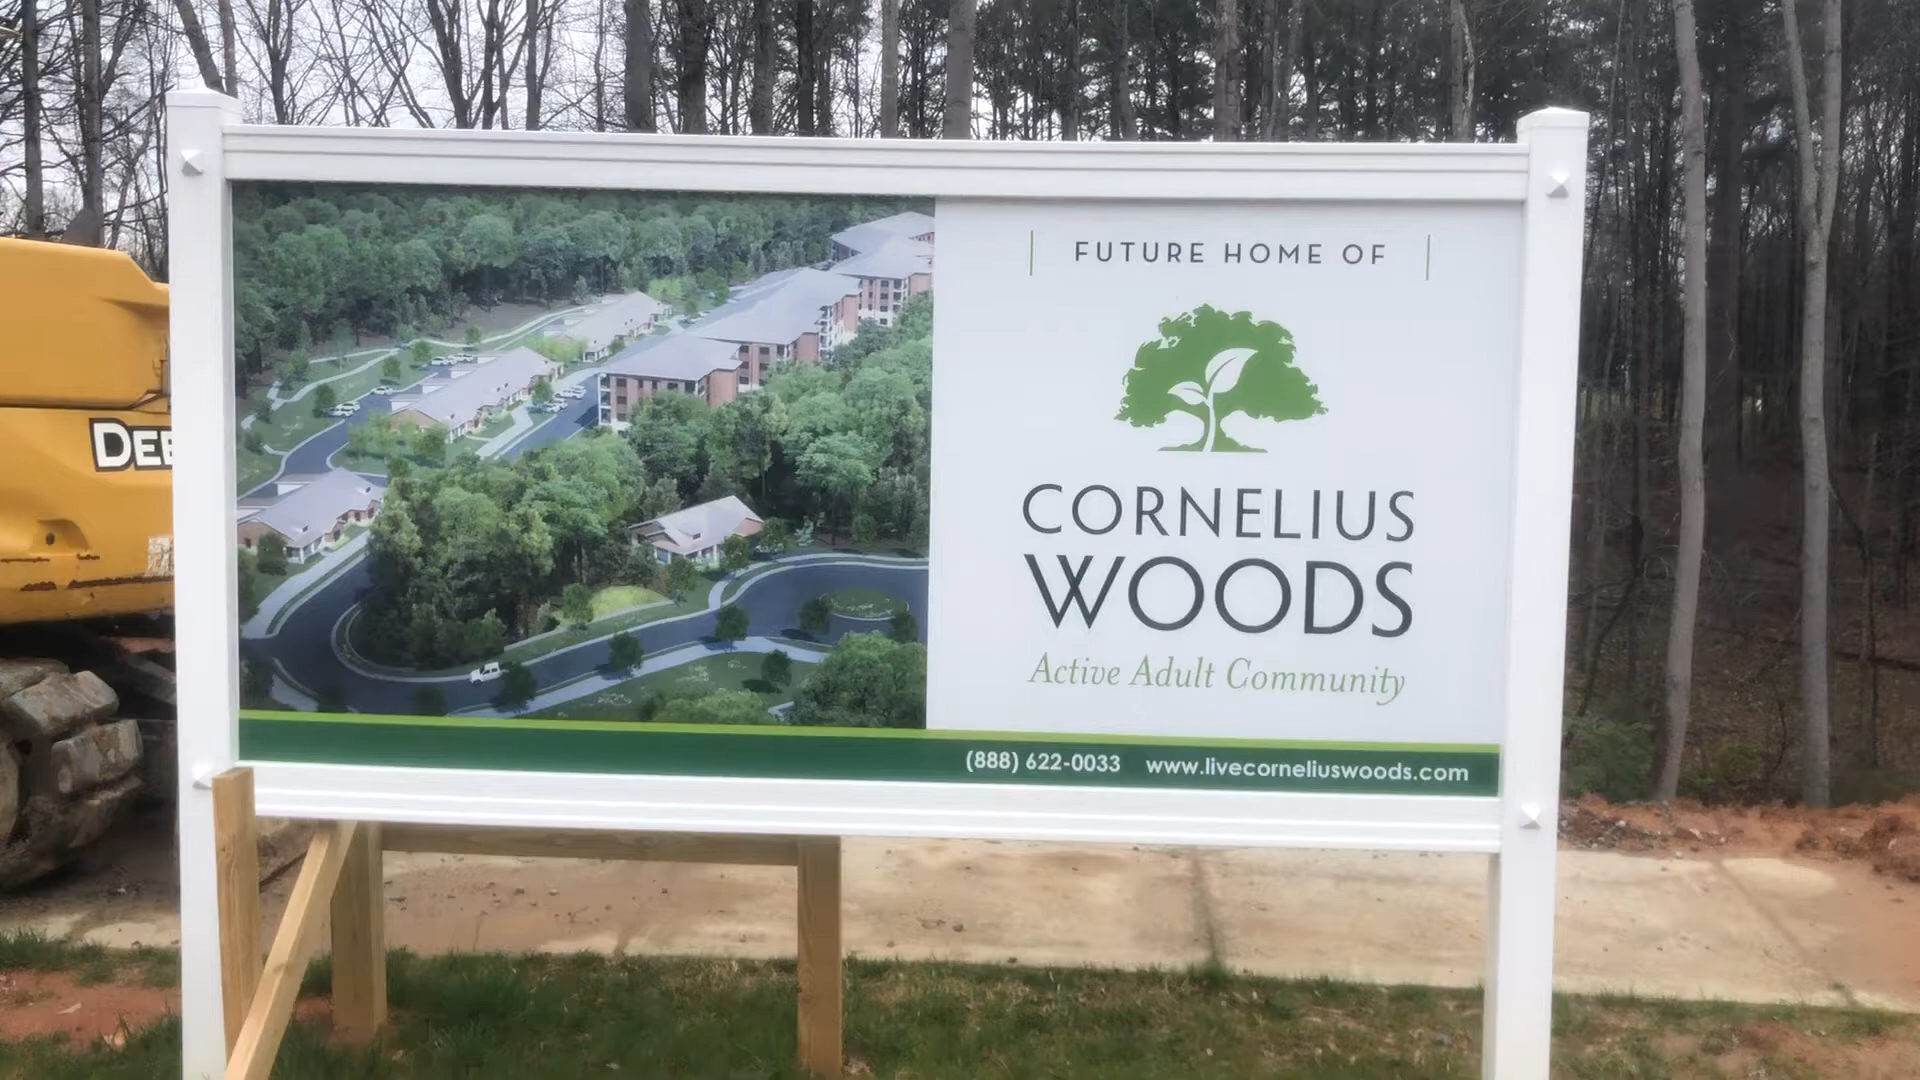 FUTURE HOME OF
CORNELIUS
WOODS
Active Adult Community
(888) 622-0033 www.livecorneliuswoods.com